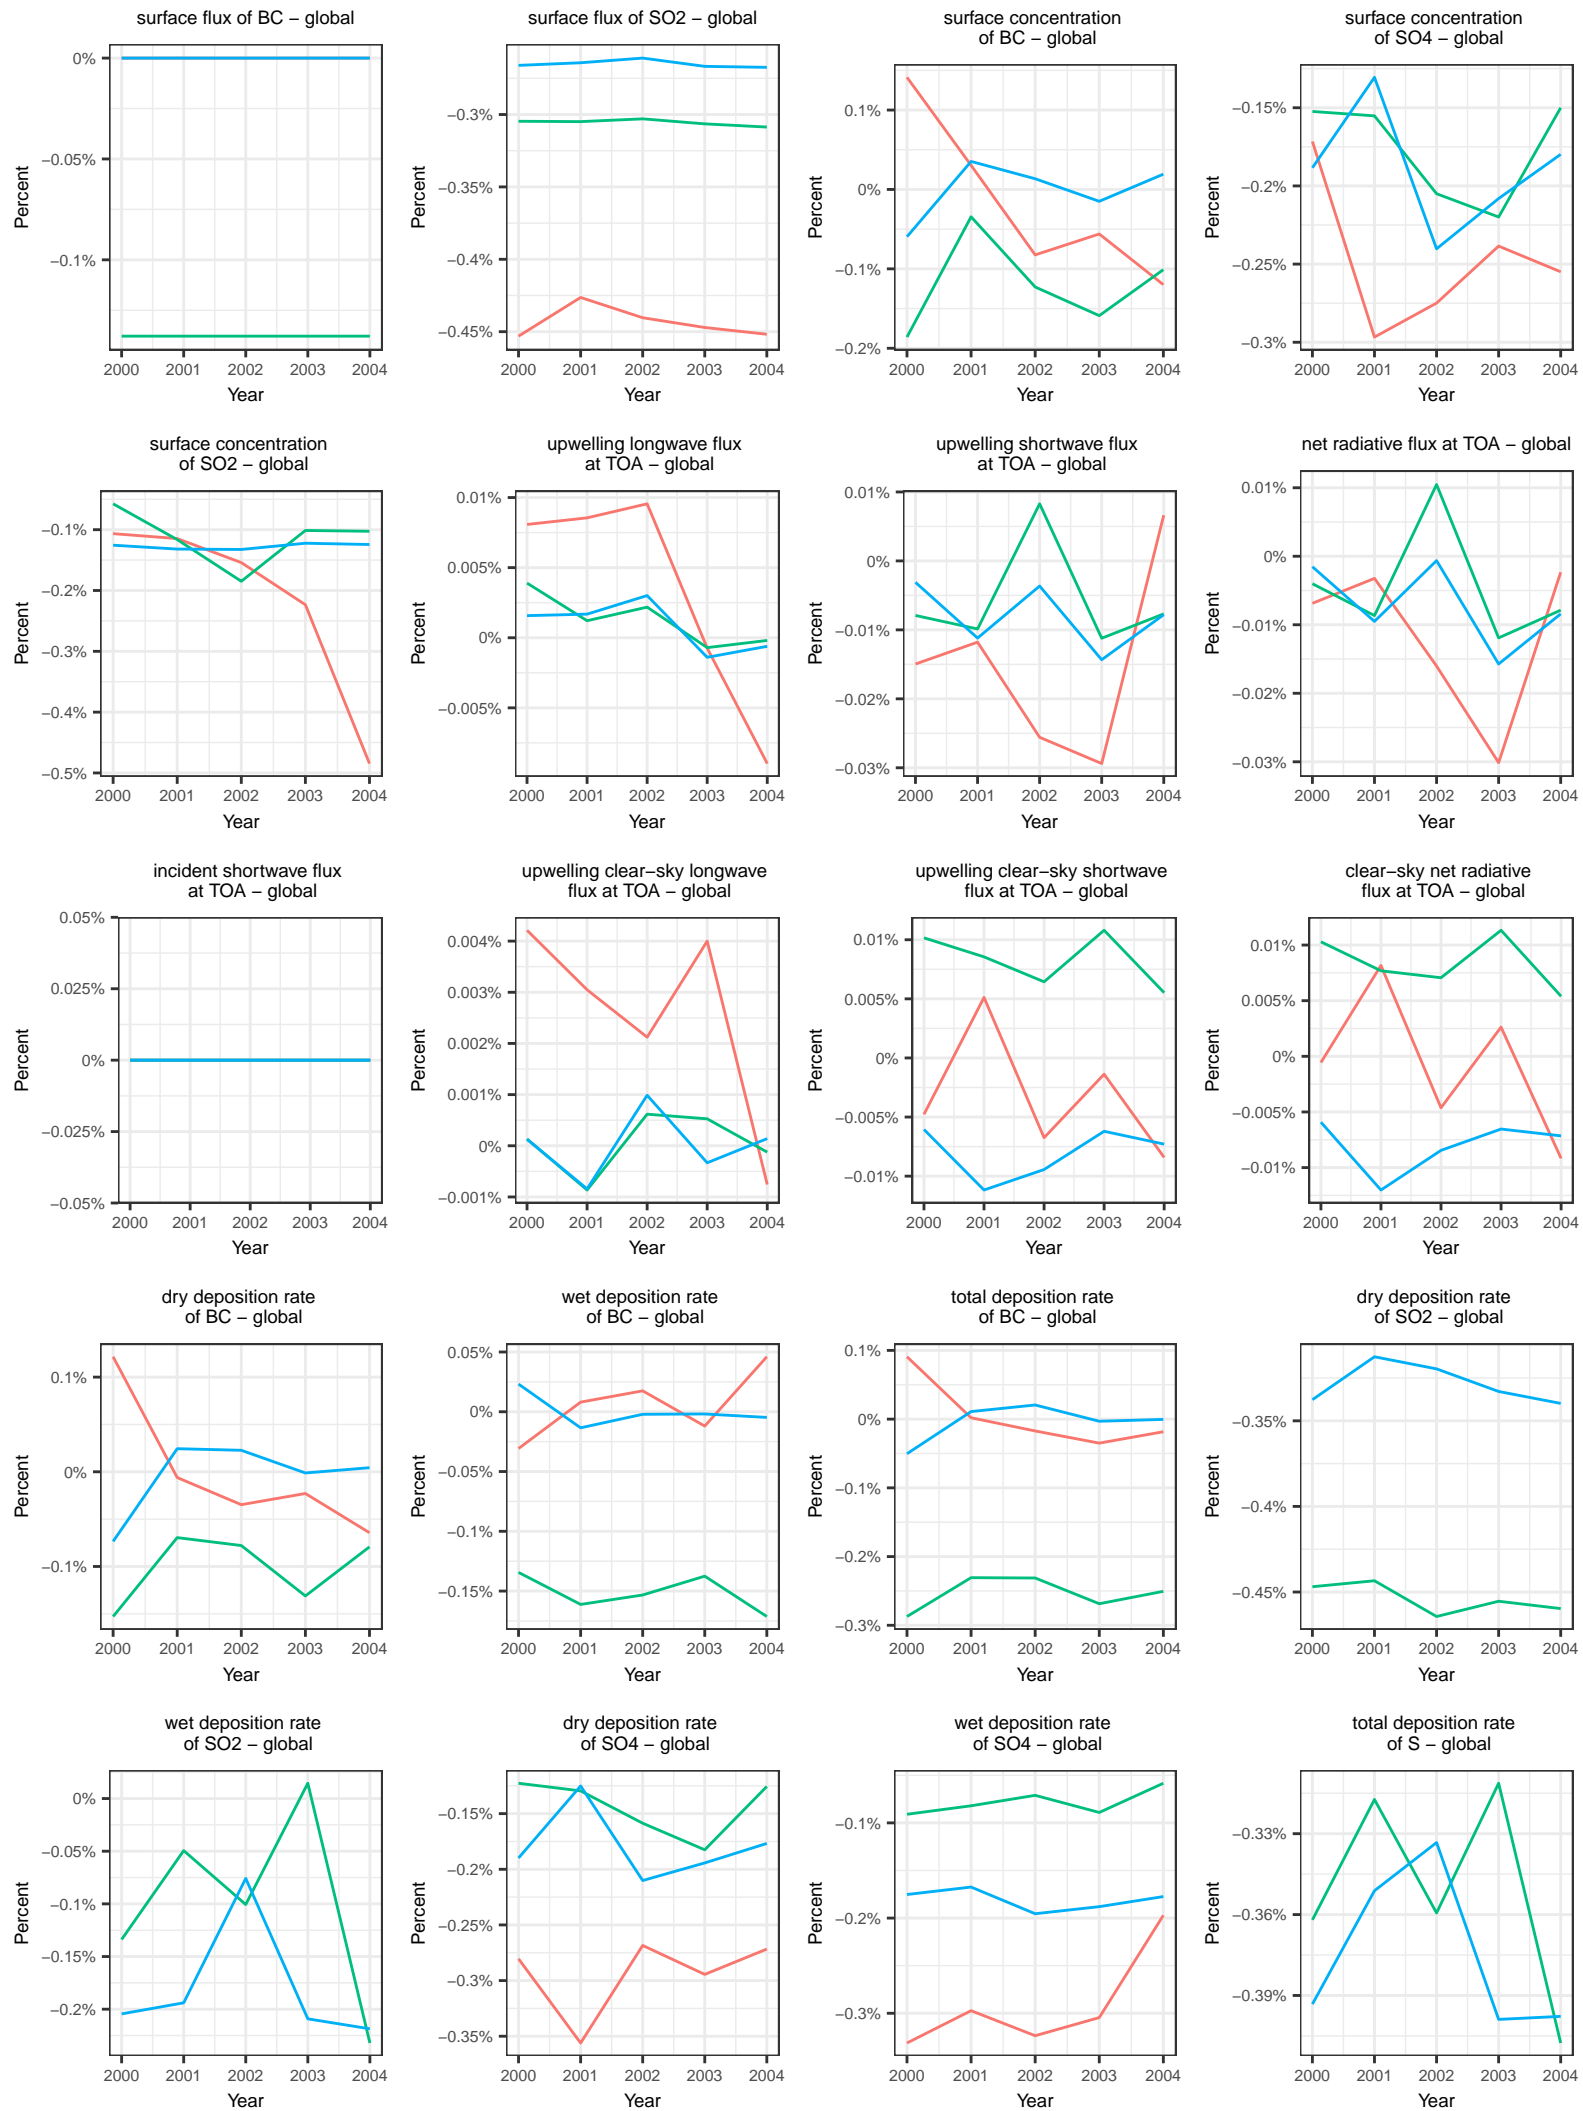 surface flux of BC − global
0%
−0.05%
−0.1%
Percent
2000 2001 2002 2003 2004
Year
surface flux of SO2 − global
−0.3%
−0.35%
−0.4%
−0.45%
Percent
2000 2001 2002 2003 2004
Year
surface concentration
of BC − global
0.1%
0%
−0.1%
−0.2%
Percent
2000 2001 2002 2003 2004
Year
surface concentration
of SO4 − global
−0.15%
−0.2%
−0.25%
−0.3%
Percent
2000 2001 2002 2003 2004
Year
surface concentration
of SO2 − global
−0.1%
−0.2%
−0.3%
−0.4%
−0.5%
Percent
2000 2001 2002 2003 2004
Year
upwelling longwave flux
at TOA − global
0.01%
0.005%
0%
−0.005%
Percent
2000 2001 2002 2003 2004
Year
upwelling shortwave flux
at TOA − global
0.01%
0%
−0.01%
−0.02%
−0.03%
Percent
2000 2001 2002 2003 2004
Year
net radiative flux at TOA − global
0.01%
0%
−0.01%
−0.02%
−0.03%
Percent
2000 2001 2002 2003 2004
Year
incident shortwave flux
at TOA − global
0.05%
0.025%
0%
−0.025%
−0.05%
Percent
2000 2001 2002 2003 2004
Year
upwelling clear−sky longwave
flux at TOA − global
0.004%
0.003%
0.002%
0.001%
0%
−0.001%
Percent
2000 2001 2002 2003 2004
Year
upwelling clear−sky shortwave
flux at TOA − global
0.01%
0.005%
0%
−0.005%
−0.01%
Percent
2000 2001 2002 2003 2004
Year
clear−sky net radiative
flux at TOA − global
0.01%
0.005%
0%
−0.005%
−0.01%
Percent
2000 2001 2002 2003 2004
Year
dry deposition rate
of BC − global
0.1%
0%
−0.1%
Percent
2000 2001 2002 2003 2004
Year
wet deposition rate
of BC − global
0.05%
0%
−0.05%
−0.1%
−0.15%
Percent
2000 2001 2002 2003 2004
Year
total deposition rate
of BC − global
0.1%
0%
−0.1%
−0.2%
−0.3%
Percent
2000 2001 2002 2003 2004
Year
dry deposition rate
of SO2 − global
−0.35%
−0.4%
−0.45%
Percent
2000 2001 2002 2003 2004
Year
wet deposition rate
of SO2 − global
0%
−0.05%
−0.1%
−0.15%
−0.2%
Percent
2000 2001 2002 2003 2004
Year
dry deposition rate
of SO4 − global
−0.15%
−0.2%
−0.25%
−0.3%
−0.35%
Percent
2000 2001 2002 2003 2004
Year
wet deposition rate
of SO4 − global
−0.1%
−0.2%
−0.3%
Percent
2000 2001 2002 2003 2004
Year
total deposition rate
of S − global
−0.33%
−0.36%
−0.39%
Percent
2000 2001 2002 2003 2004
Year